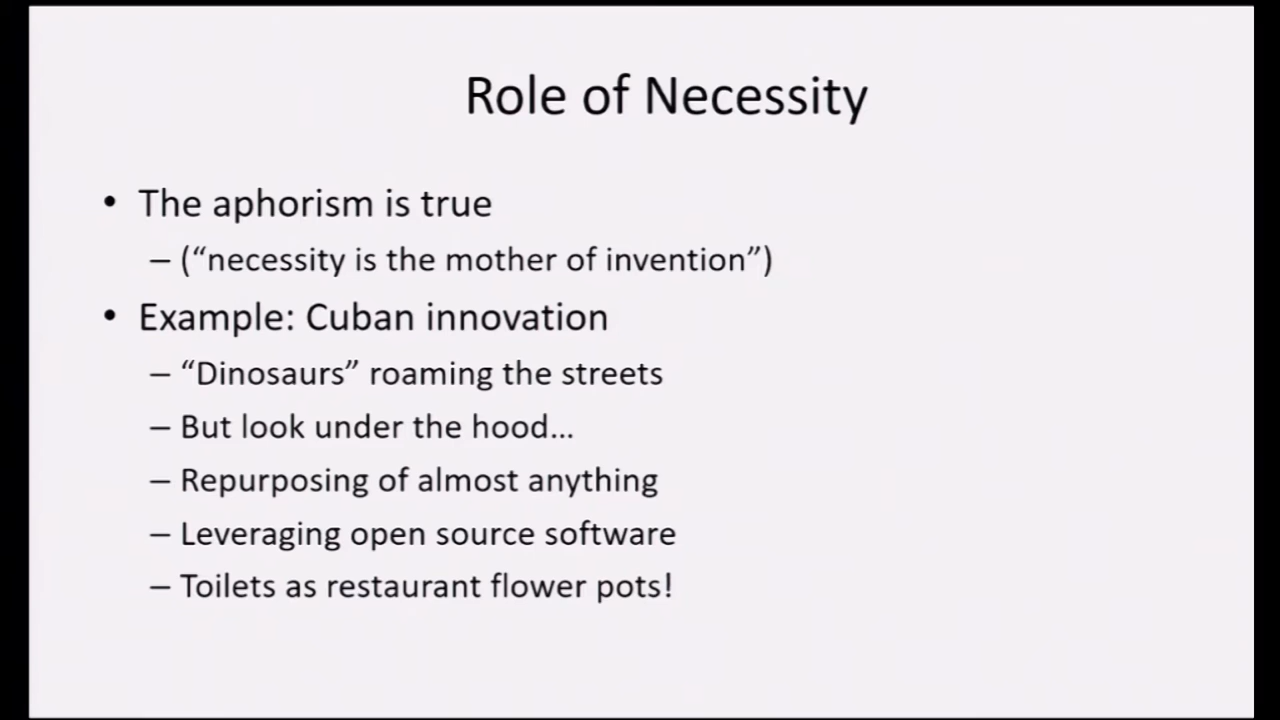 Role of Necessity
• The aphorism is true
– (“necessity is the mother of invention”)
• Example: Cuban innovation
– “Dinosaurs” roaming the streets
– But look under the hood…
– Repurposing of almost anything
– Leveraging open source software
– Toilets as restaurant flower pots!